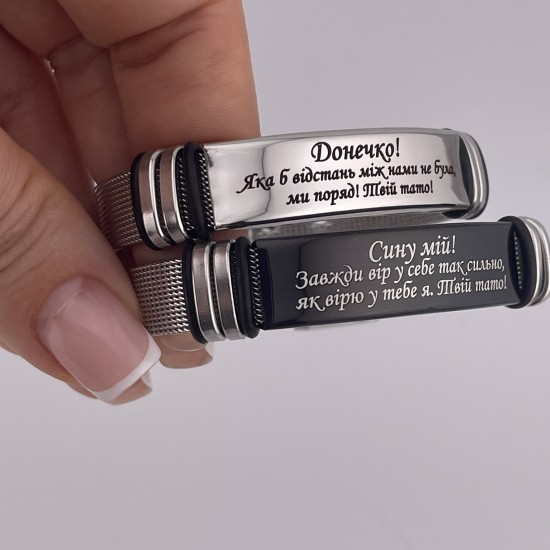 Донечко!
Яка б відстань між нами не була,
ми поряд! Твій тато!
Сину мій!
Завжди вір у себе так сильно,
як вірю у тебе я. Твій тато!